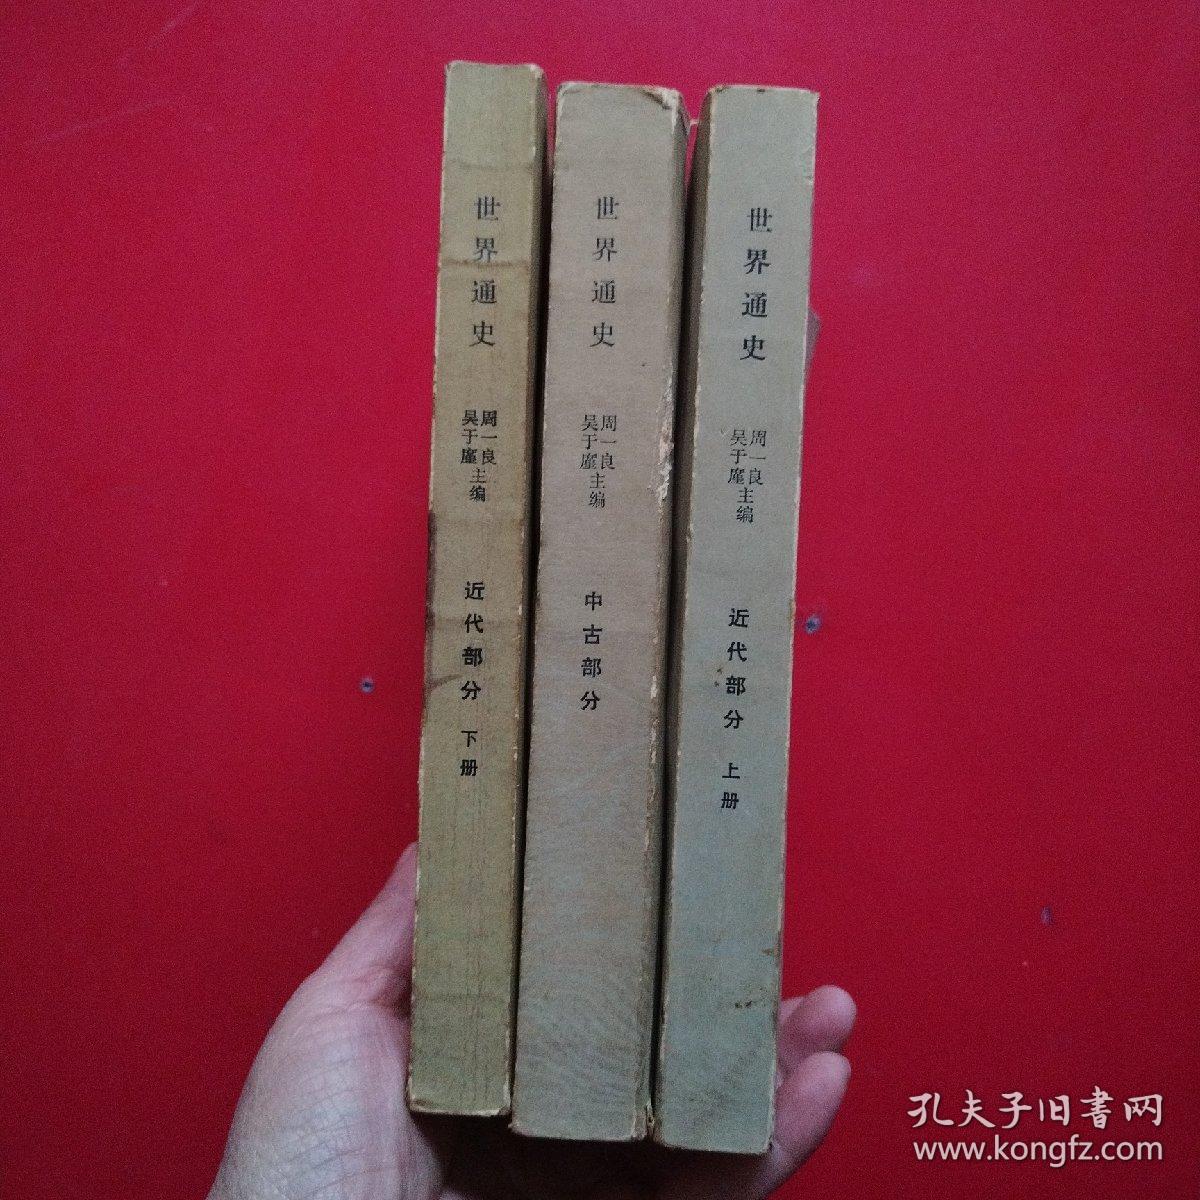 世界通史
周一良
吴于廑
主编
近代部分
下册
世界通史
周一良
吴于廑
主编
中古部分
世界通史
周一良
吴于廑
主编
近代部分
上册
孔夫子旧書网
www.kongfz.com